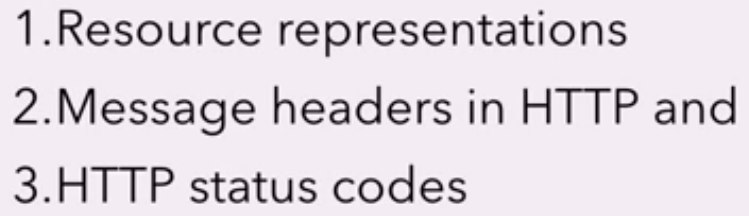 1.Resource representations
2.Message headers in HTTP and
3.HTTP status codes